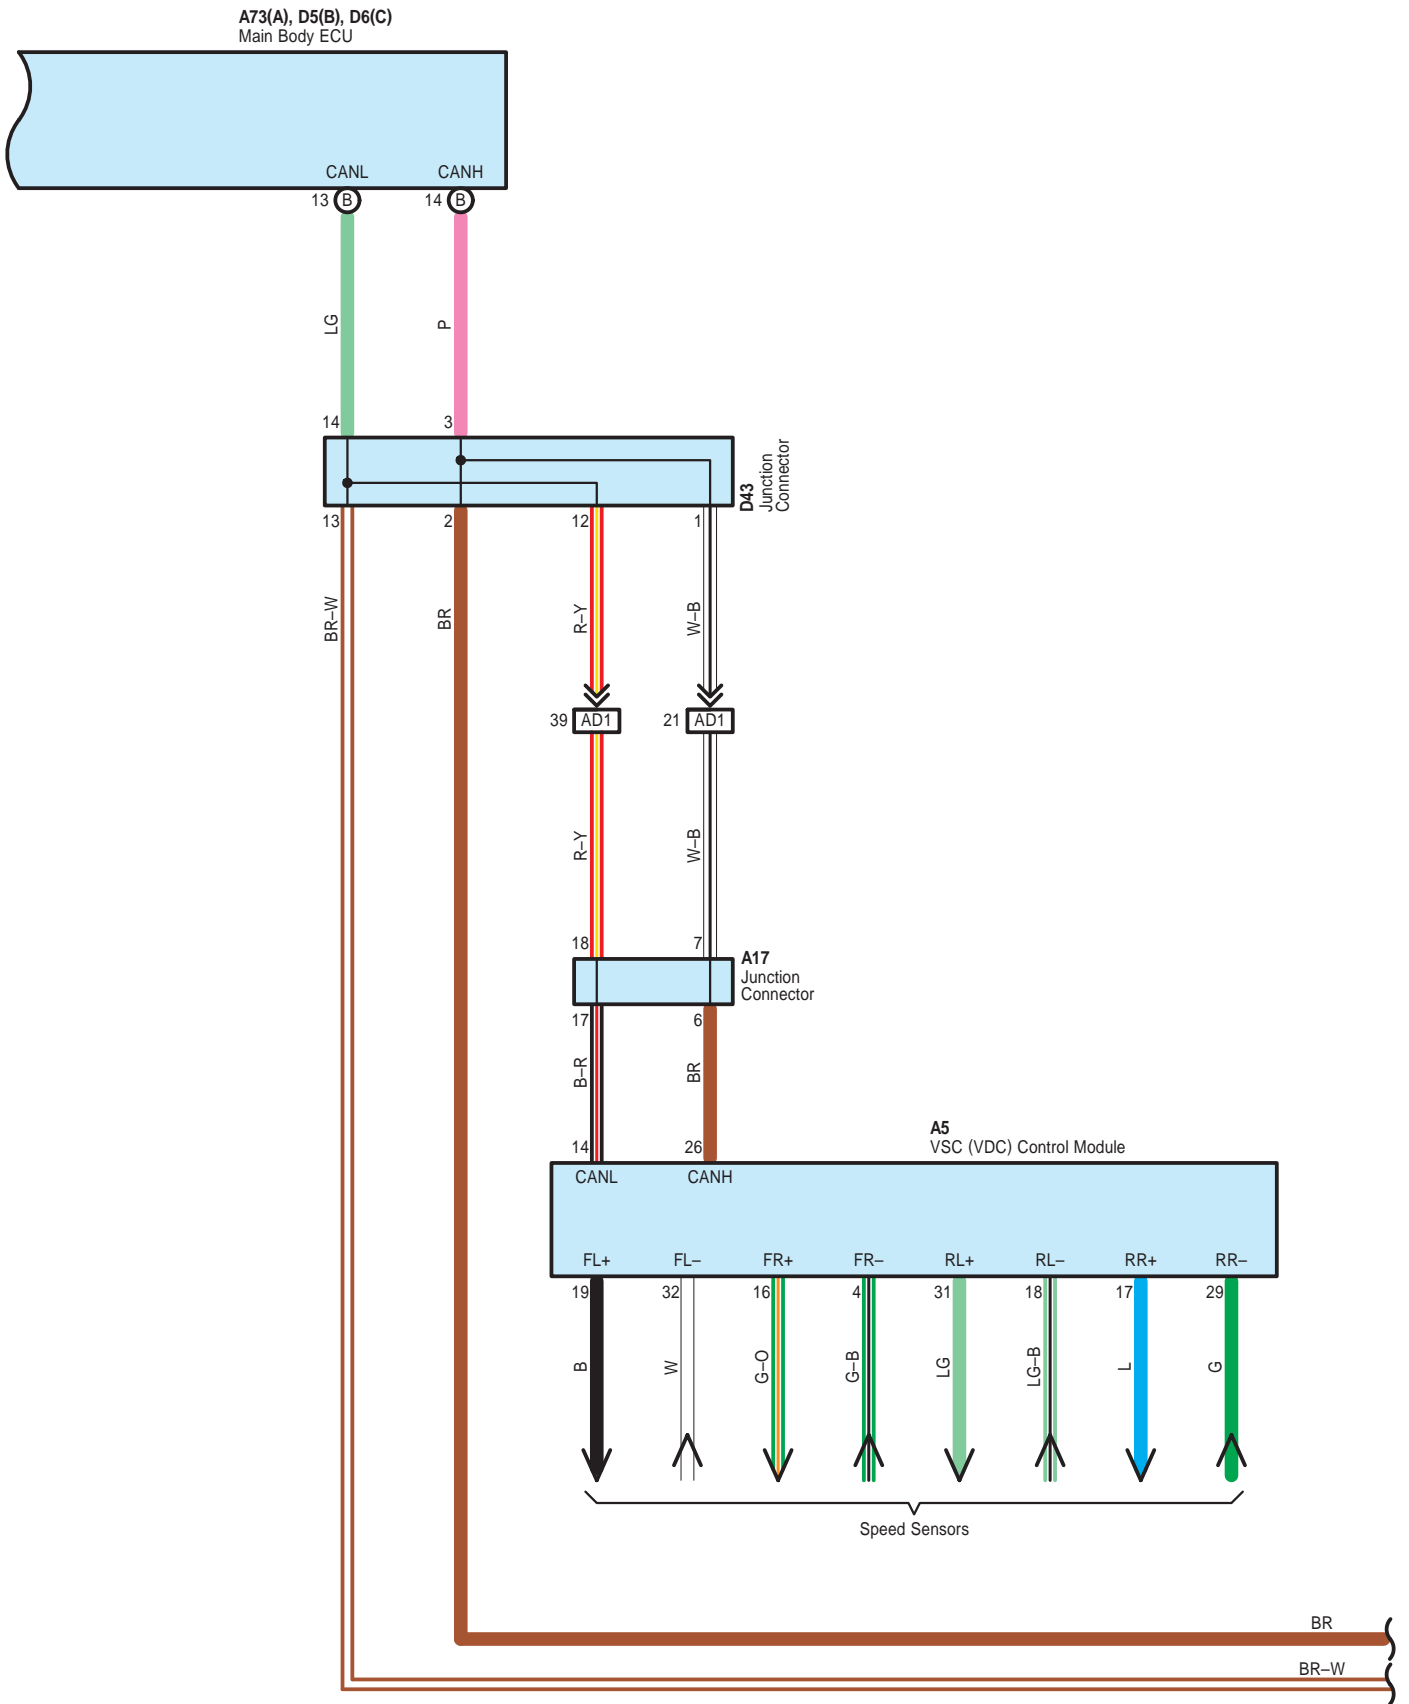 A73(A), D5(B), D6(C)
Main Body ECU
CANL CANH
13 B 14 B
LG P
14 3
D43
Junction
Connector
13 2 12 1
BR–W BR R–Y W–B
39 AD1 21 AD1
R–Y W–B
18 7
A17
Junction
Connector
17 6
B–R BR
A5
VSC (VDC) Control Module
14 26
CANL CANH
FL+ FL– FR+ FR– RL+ RL– RR+ RR–
19 32 16 4 31 18 17 29
B W G–O G–B LG LG–B L G
Speed Sensors
BR
BR–W